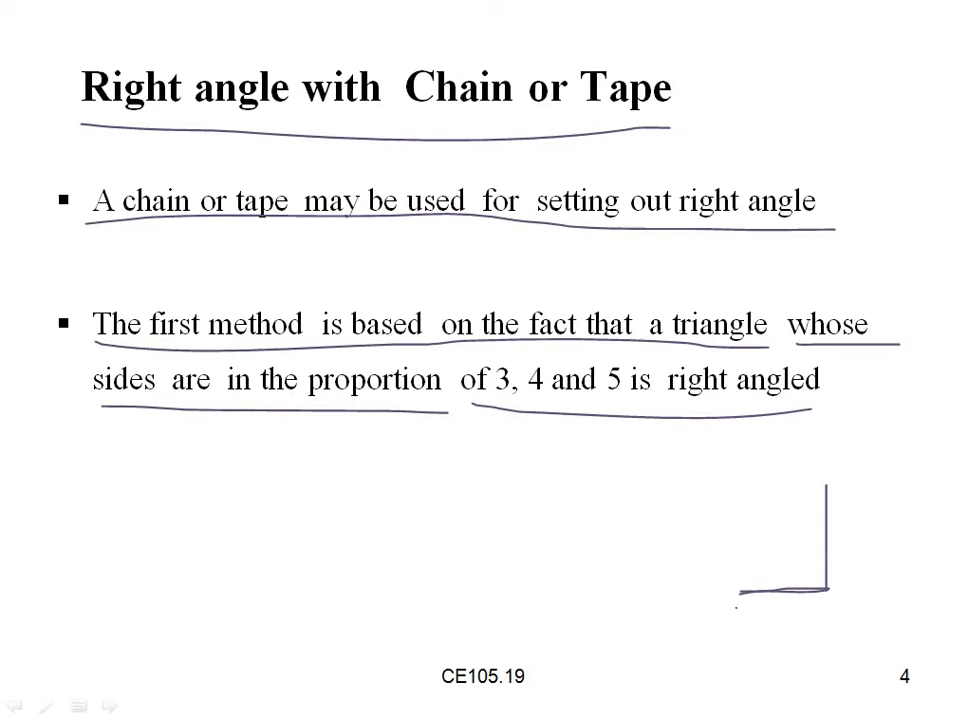 Right angle with Chain or Tape
▪ A chain or tape may be used for setting out right angle
▪ The first method is based on the fact that a triangle whose
sides are in the proportion of 3, 4 and 5 is right angled
CE105.19
4